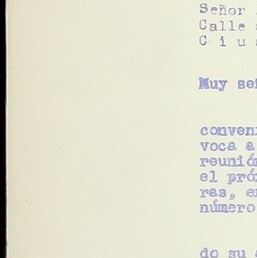 Señor
Calle
C i u
Muy se
conven
voca a
reunió
el pró
ras, e
número
do su